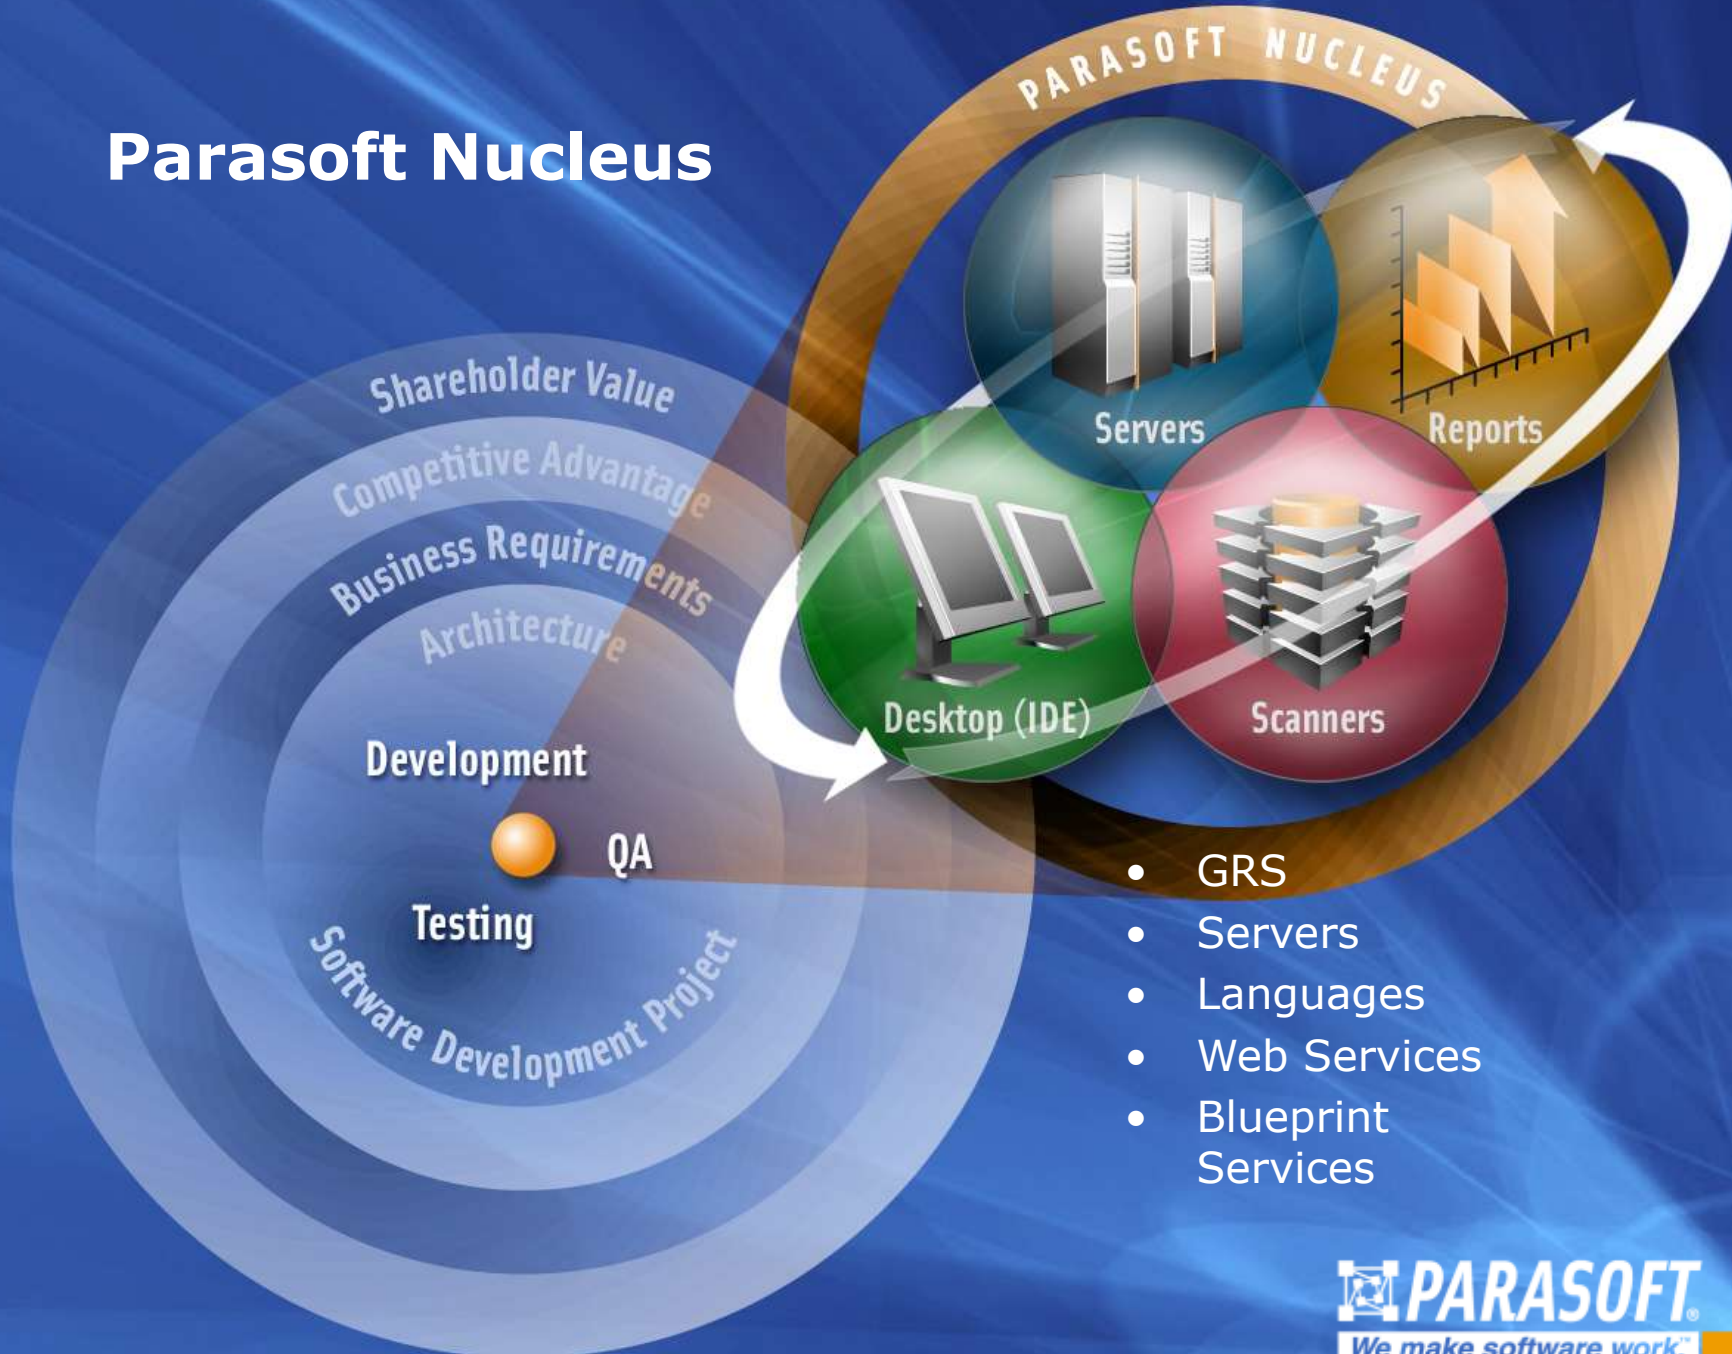 Parasoft Nucleus
PARASOFT NUCLEUS
Servers
Reports
Desktop (IDE)
Scanners
Shareholder Value
Competitive Advantage
Business Requirements
Architecture
Development
QA
Testing
Software Development Project
• GRS
• Servers
• Languages
• Web Services
• Blueprint
Services
PARASOFT®
We make software work.™